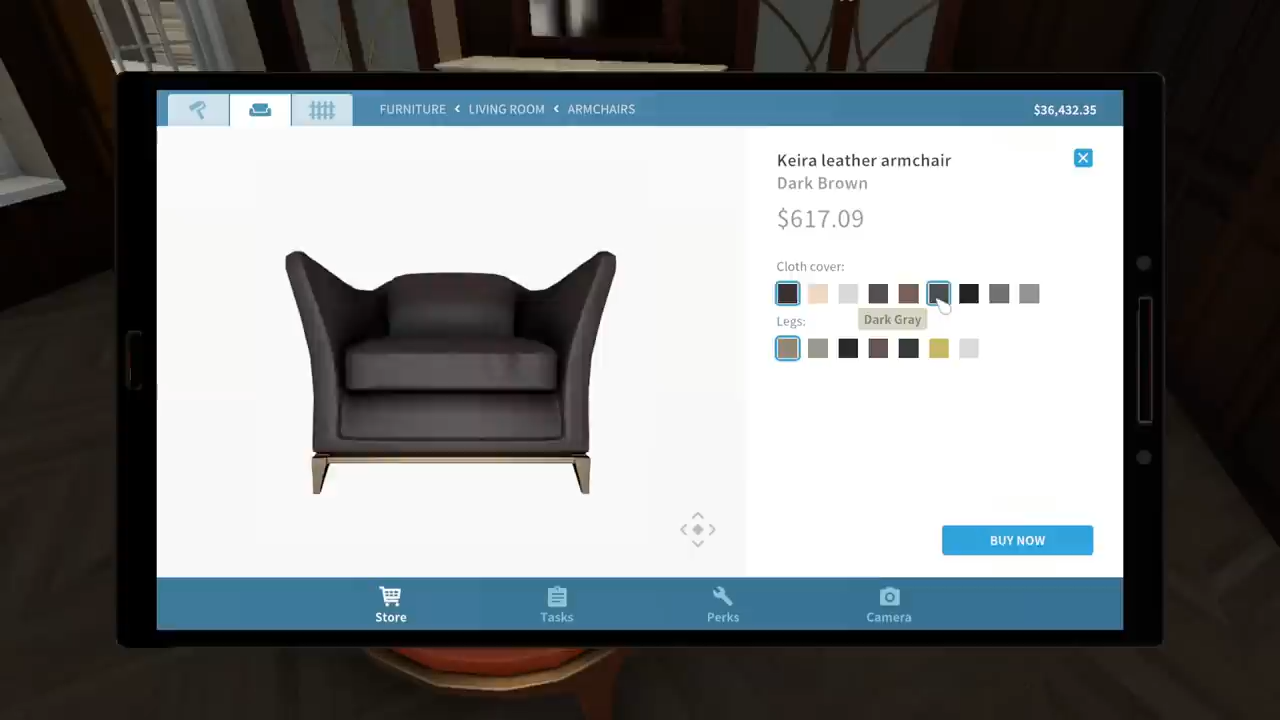 FURNITURE < LIVING ROOM < ARMCHAIRS
$36,432.35
Keira leather armchair
Dark Brown
$617.09
Cloth cover:
Dark Gray
Legs:
BUY NOW
Store
Tasks
Perks
Camera